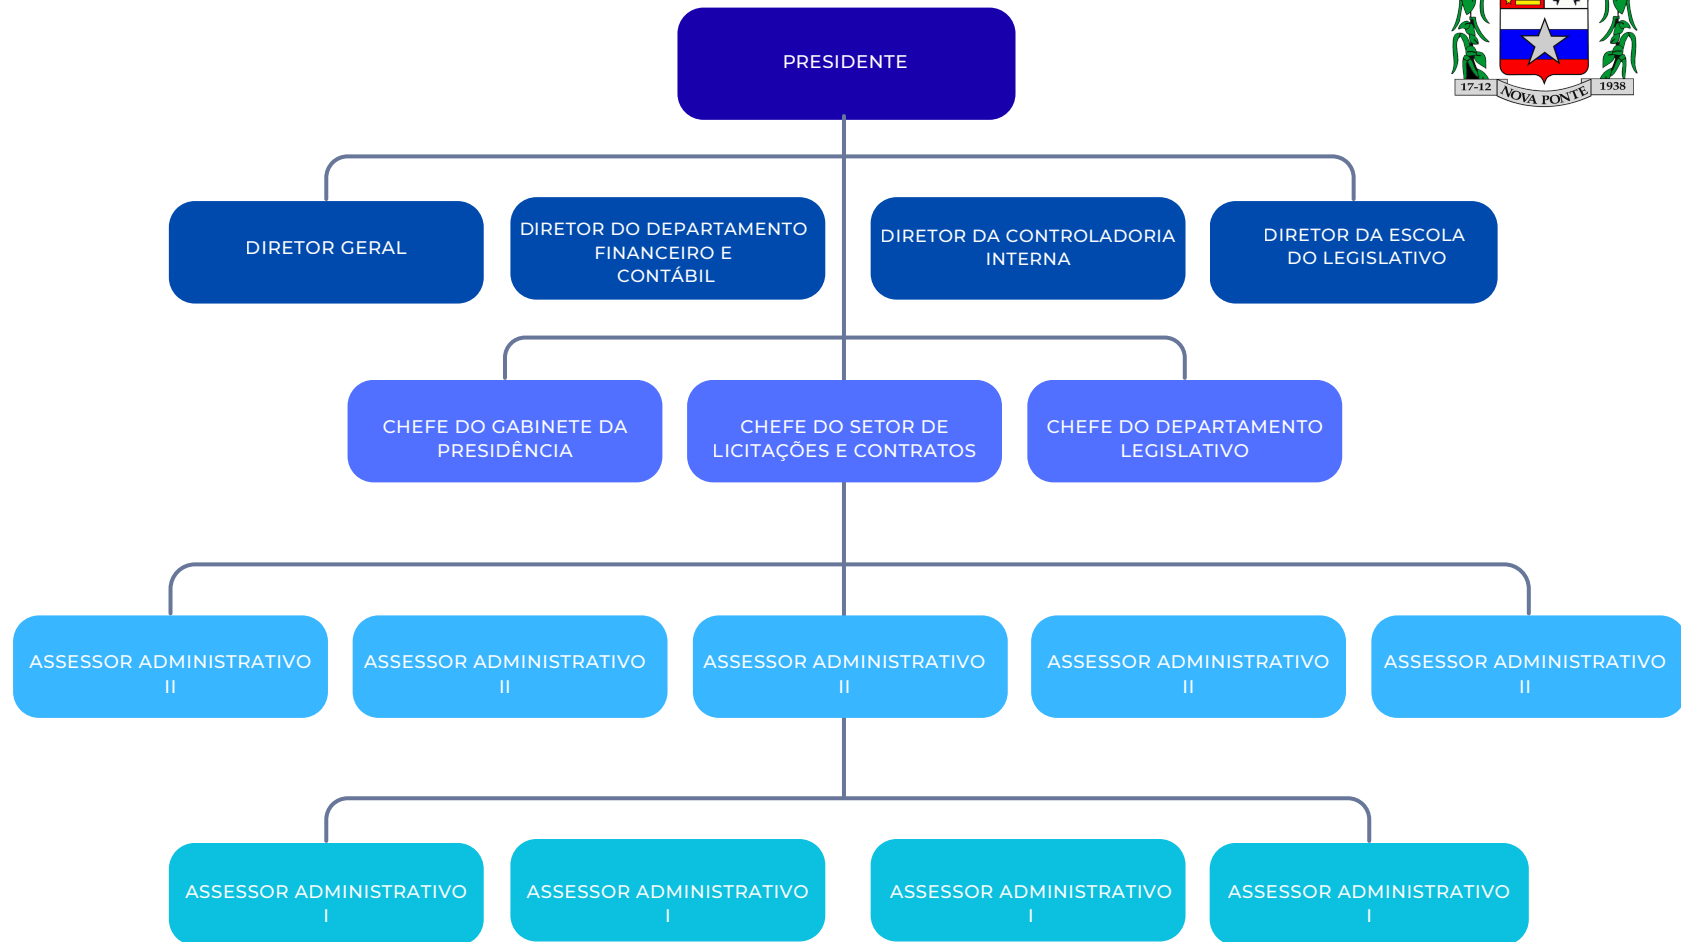 PRESIDENTE
17-12
NOVA PONTE
1938
DIRETOR GERAL
DIRETOR DO DEPARTAMENTO
FINANCEIRO E
CONTÁBIL
DIRETOR DA CONTROLADORIA
INTERNA
DIRETOR DA ESCOLA
DO LEGISLATIVO
CHEFE DO GABINETE DA
PRESIDÊNCIA
CHEFE DO SETOR DE
LICITAÇÕES E CONTRATOS
CHEFE DO DEPARTAMENTO
LEGISLATIVO
ASSESSOR ADMINISTRATIVO
II
ASSESSOR ADMINISTRATIVO
II
ASSESSOR ADMINISTRATIVO
II
ASSESSOR ADMINISTRATIVO
II
ASSESSOR ADMINISTRATIVO
II
ASSESSOR ADMINISTRATIVO
I
ASSESSOR ADMINISTRATIVO
I
ASSESSOR ADMINISTRATIVO
I
ASSESSOR ADMINISTRATIVO
I